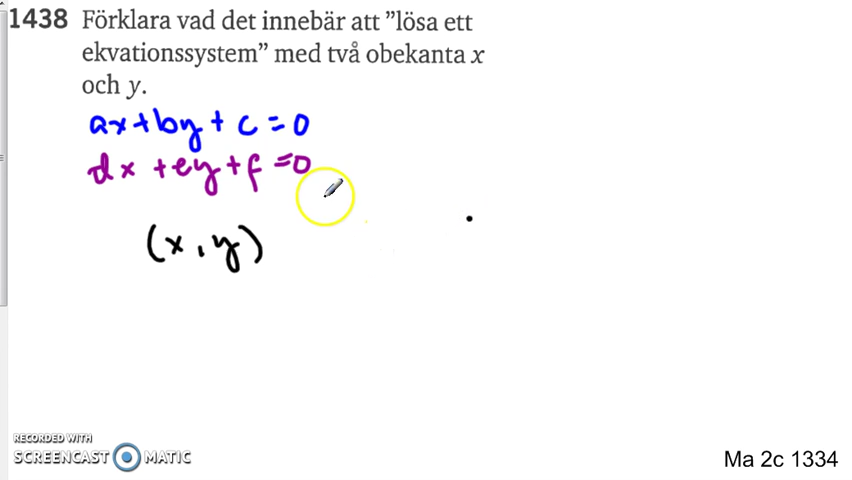 1438 Förklara vad det innebär att ”lösa ett
ekvationssystem” med två obekanta x
och y.
ax+by+c=0
dx+ey+f=0
(x,y)
RECORDED WITH
SCREENCAST MATIC
Ma 2c 1334